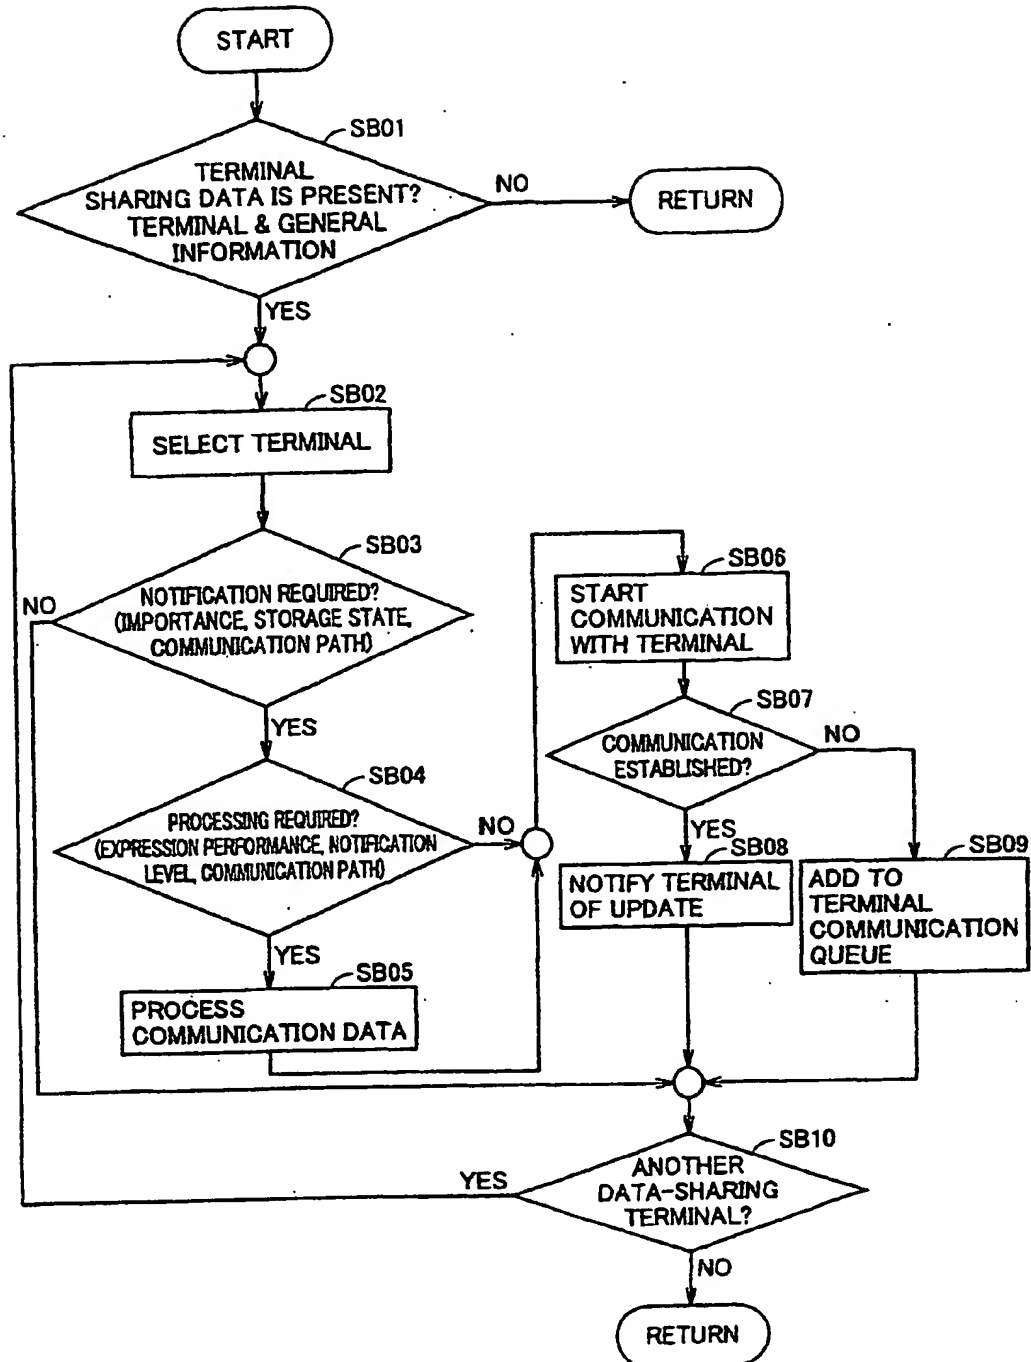 START
SB01
TERMINAL
SHARING DATA IS PRESENT?
TERMINAL & GENERAL
INFORMATION
NO
RETURN
YES
SB02
SELECT TERMINAL
SB03
NOTIFICATION REQUIRED?
(IMPORTANCE, STORAGE STATE,
COMMUNICATION PATH)
NO
YES
SB04
PROCESSING REQUIRED?
(EXPRESSION PERFORMANCE, NOTIFICATION
LEVEL, COMMUNICATION PATH)
NO
YES
SB05
PROCESS
COMMUNICATION DATA
SB06
START
COMMUNICATION
WITH TERMINAL
SB07
COMMUNICATION
ESTABLISHED?
NO
YES
SB08
NOTIFY TERMINAL
OF UPDATE
SB09
ADD TO
TERMINAL
COMMUNICATION
QUEUE
SB10
ANOTHER
DATA-SHARING
TERMINAL?
YES
NO
RETURN